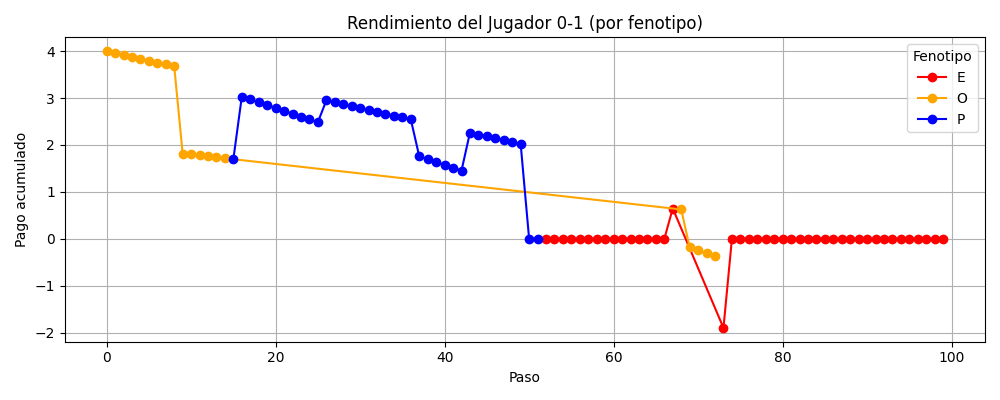 Rendimiento del Jugador 0-1 (por fenotipo)
Pago acumulado
4
3
2
1
0
−1
−2
Fenotipo
E
O
P
0
20
40
60
80
100
Paso